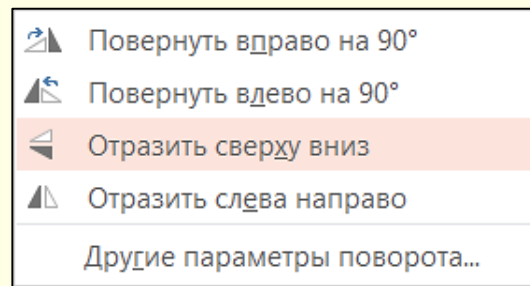 Повернуть вправо на 90°
Повернуть влево на 90°
Отразить сверху вниз
Отразить слева направо
Другие параметры поворота...